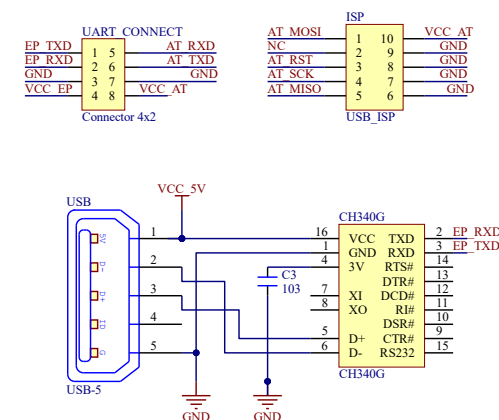 UART_CONNECT
EP_TXD 1 5 AT_RXD
EP_RXD 2 6 AT_TXD
GND 3 7 GND
VCC_EP 4 8 VCC_AT
Connector 4x2
ISP
AT_MOSI 1 10 VCC_AT
NC 2 9 GND
AT_RST 3 8 GND
AT_SCK 4 7 GND
AT_MISO 5 6 GND
USB_ISP
VCC_5V
USB
5V 1
D- 2
D+ 3
ID 4
G 5
USB-5
GND
C3
103
GND
CH340G
16 VCC TXD 2 EP_RXD
1 GND RXD 3 EP_TXD
4 3V RTS# 14
DTR# 13
7 XI DCD# 12
8 XO RI# 11
DSR# 10
5 D+ CTR# 9
6 D- RS232 15
CH340G